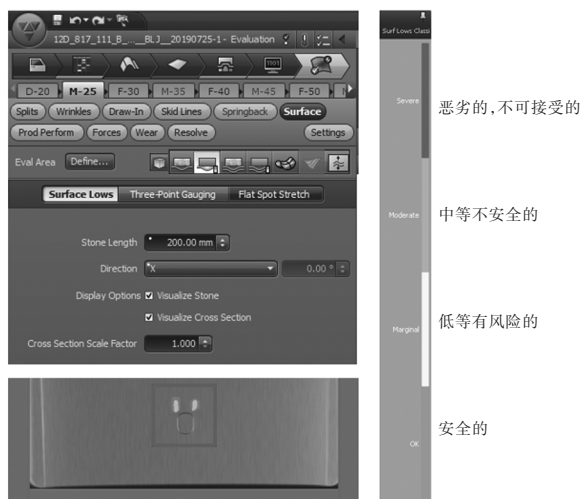 12D_817_111_B_..._BLJ_20190725-1 - Evaluation
D-20 M-25 F-30 M-35 F-40 M-45 F-50
Splits Wrinkles Draw-In Skid Lines Springback Surface
Prod Perform Forces Wear Resolve Settings
Eval Area Define...
Surface Lows Three-Point Gauging Flat Spot Stretch
Stone Length 200.00 mm
Direction X 0.00 °
Display Options Visualize Stone
Visualize Cross Section
Cross Section Scale Factor 1.000
Surf Lows Classi
Severe 恶劣的,不可接受的
Moderate 中等不安全的
Marginal 低等有风险的
OK 安全的